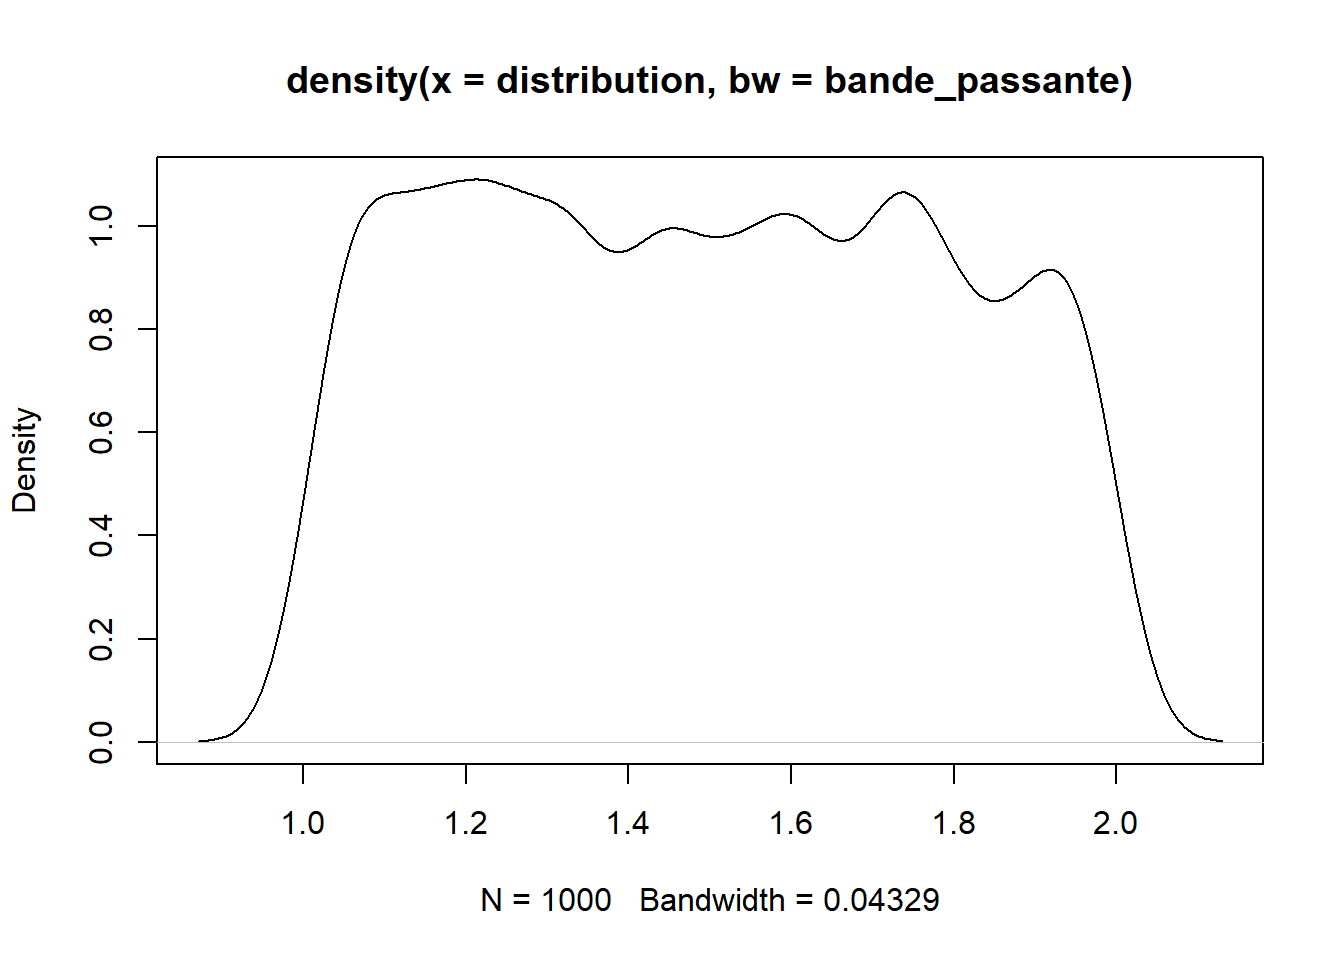 density(x = distribution, bw = bande_passante)
Density
1.0
0.8
0.6
0.4
0.2
0.0
1.0 1.2 1.4 1.6 1.8 2.0
N = 1000 Bandwidth = 0.04329